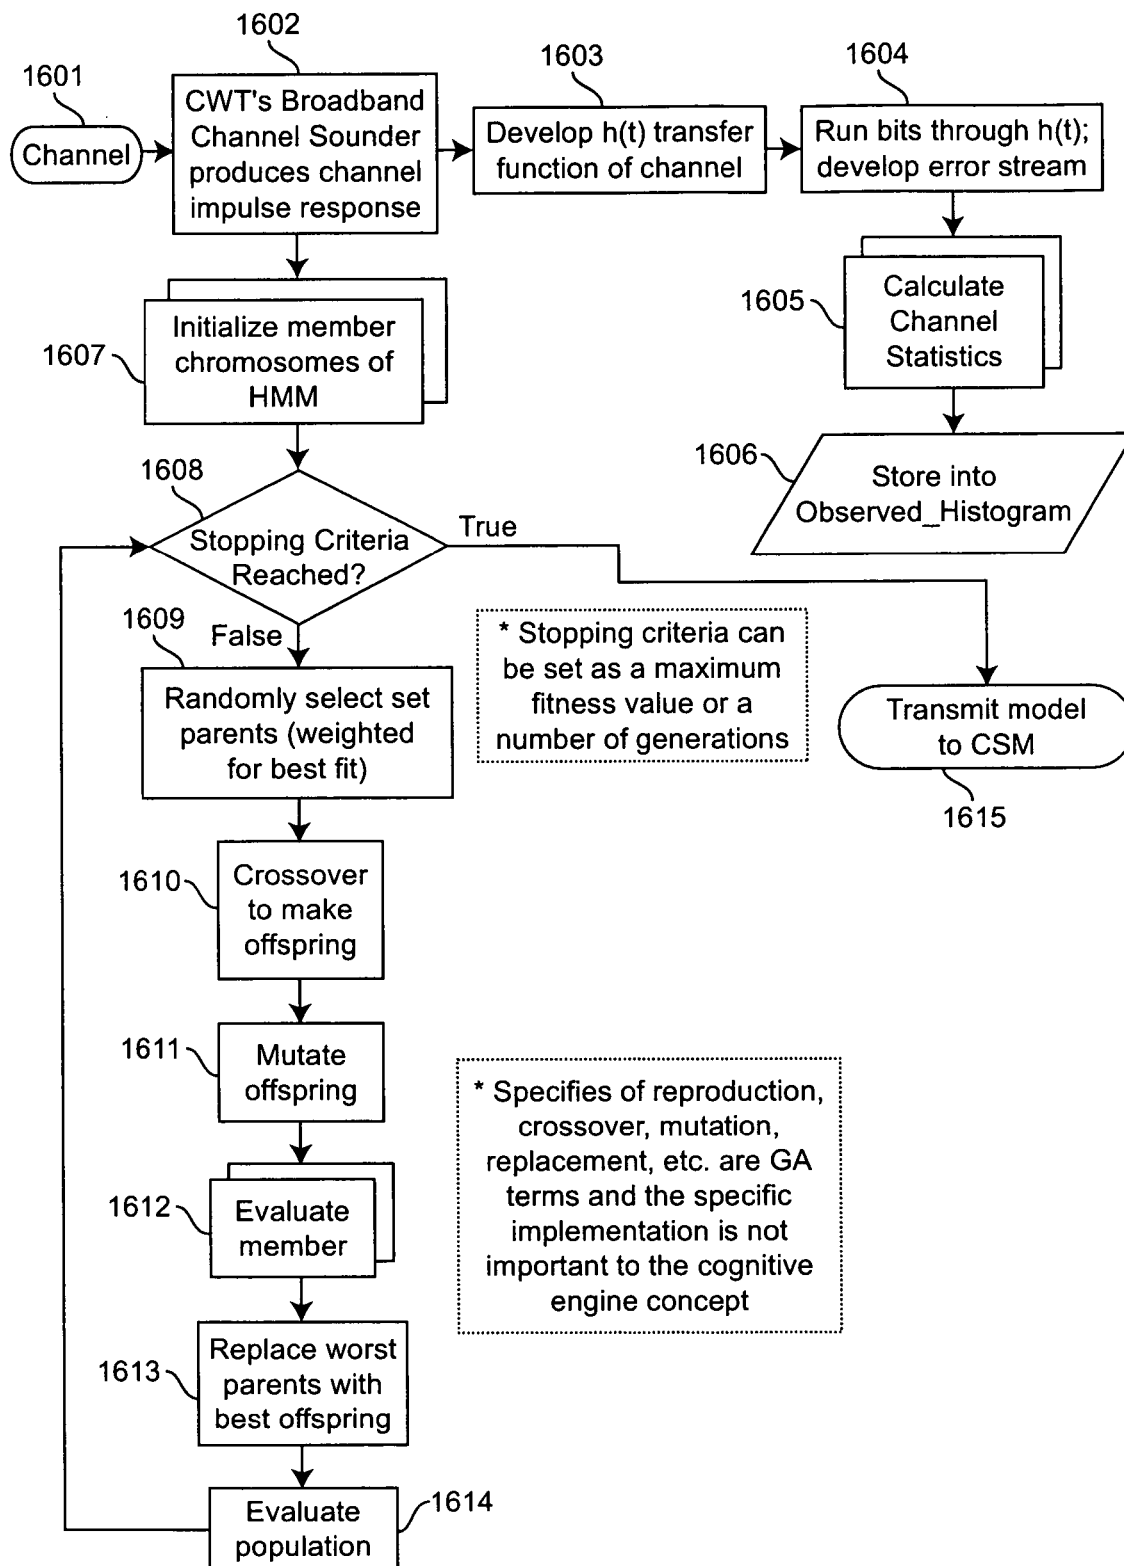 1601
Channel
1602
CWT's Broadband
Channel Sounder
produces channel
impulse response
1603
Develop h(t) transfer
function of channel
1604
Run bits through h(t);
develop error stream
1605
Calculate
Channel
Statistics
1606
Store into
Observed_Histogram
1607
Initialize member
chromosomes of
HMM
1608
Stopping Criteria
Reached?
True
False
* Stopping criteria can
be set as a maximum
fitness value or a
number of generations
Transmit model
to CSM
1615
1609
Randomly select set
parents (weighted
for best fit)
1610
Crossover
to make
offspring
1611
Mutate
offspring
* Specifies of reproduction,
crossover, mutation,
replacement, etc. are GA
terms and the specific
implementation is not
important to the cognitive
engine concept
1612
Evaluate
member
1613
Replace worst
parents with
best offspring
1614
Evaluate
population